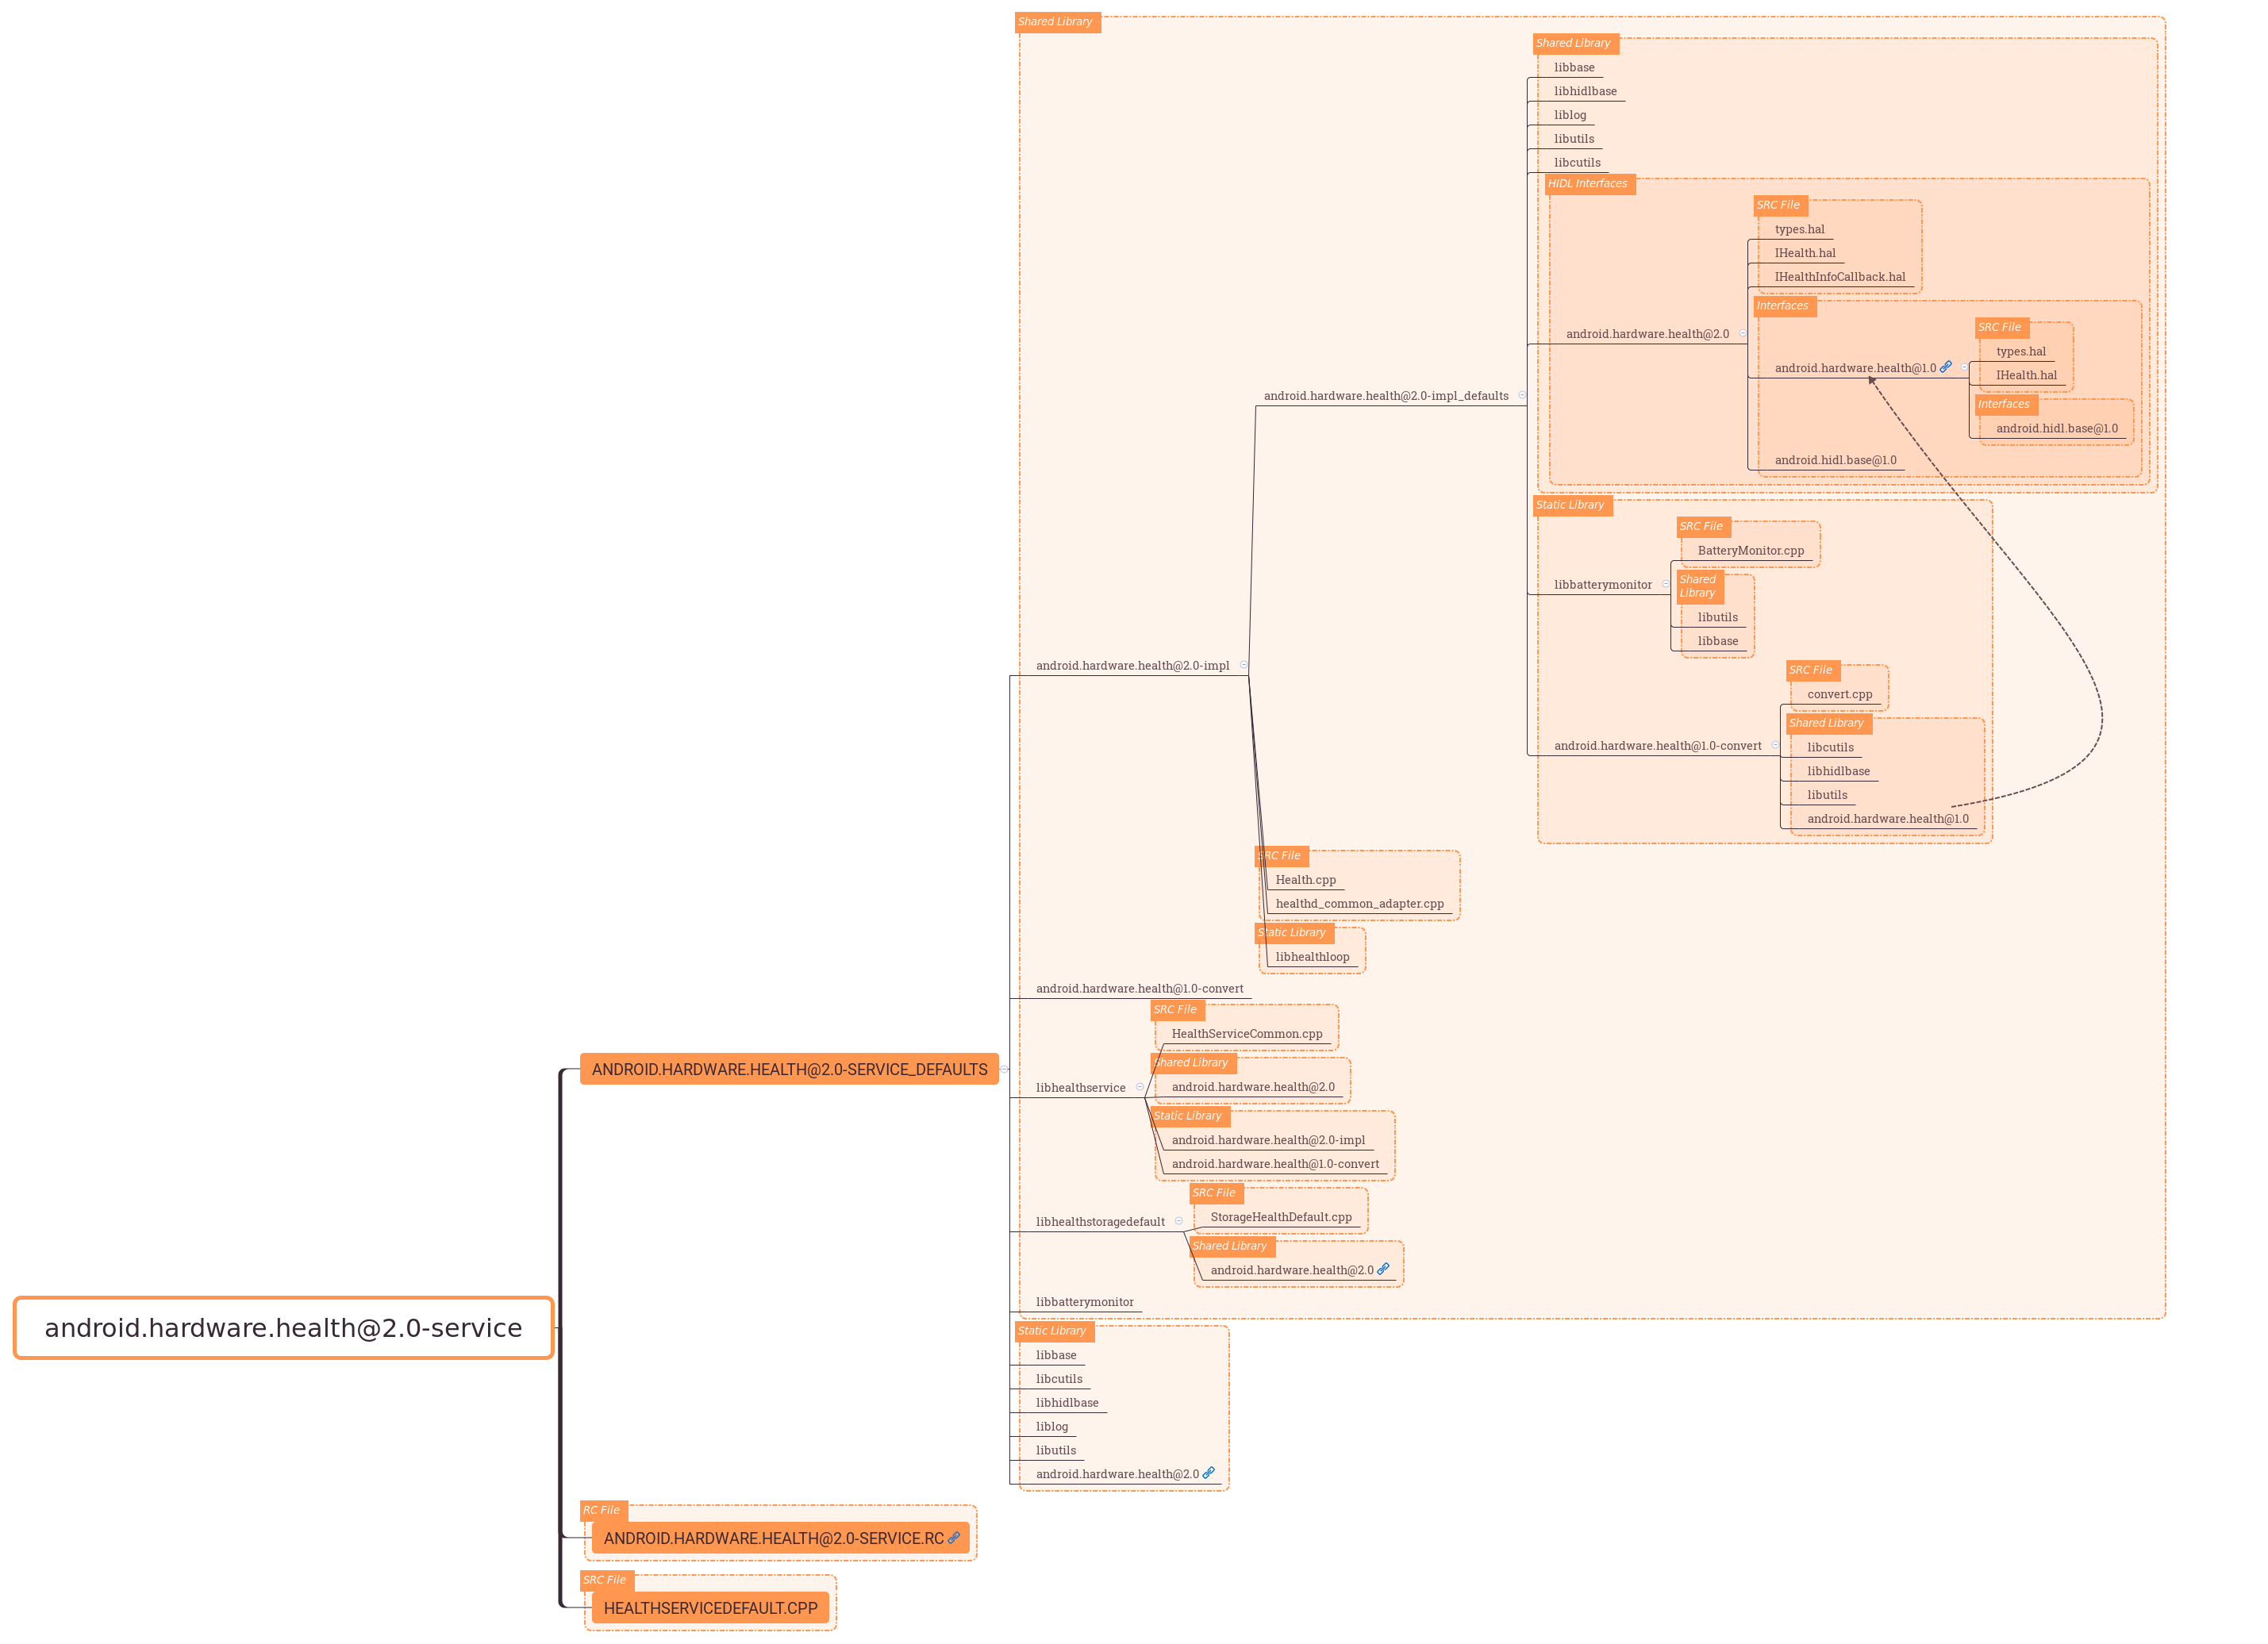 Shared Library
Shared Library
libbase
libhidlbase
liblog
libutils
libcutils
HIDL Interfaces
SRC File
types.hal
IHealth.hal
IHealthInfoCallback.hal
Interfaces
android.hardware.health@2.0
SRC File
types.hal
android.hardware.health@1.0
IHealth.hal
Interfaces
android.hidl.base@1.0
android.hidl.base@1.0
android.hardware.health@2.0-impl_defaults
Static Library
SRC File
BatteryMonitor.cpp
libbatterymonitor
Shared
Library
libutils
libbase
android.hardware.health@2.0-impl
SRC File
convert.cpp
Shared Library
android.hardware.health@1.0-convert
libcutils
libhidlbase
libutils
android.hardware.health@1.0
SRC File
Health.cpp
healthd_common_adapter.cpp
Static Library
libhealthloop
android.hardware.health@1.0-convert
SRC File
HealthServiceCommon.cpp
Shared Library
ANDROID.HARDWARE.HEALTH@2.0-SERVICE_DEFAULTS
libhealthservice
android.hardware.health@2.0
Static Library
android.hardware.health@2.0-impl
android.hardware.health@1.0-convert
SRC File
StorageHealthDefault.cpp
libhealthstoragedefault
Shared Library
android.hardware.health@2.0
libbatterymonitor
android.hardware.health@2.0-service
Static Library
libbase
libcutils
libhidlbase
liblog
libutils
android.hardware.health@2.0
RC File
ANDROID.HARDWARE.HEALTH@2.0-SERVICE.RC
SRC File
HEALTHSERVICEDEFAULT.CPP